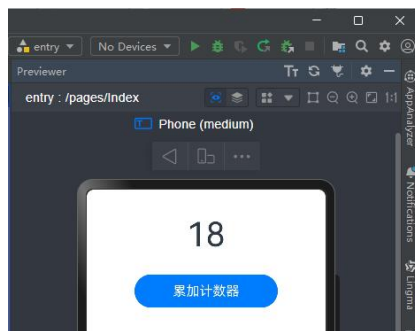 entry
No Devices
Previewer
Tт
entry : /pages/Index
1:1
Phone (medium)
18
累加计数器
AppAnalyzer
Notifications
Lingma